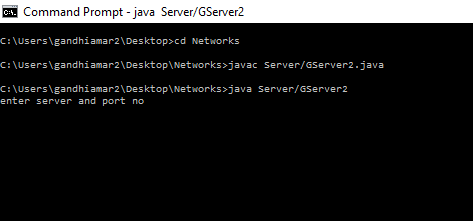 Command Prompt - java  Server/GServer2
C:\Users\gandhiamar2\Desktop>cd Networks
C:\Users\gandhiamar2\Desktop\Networks>javac Server/GServer2.java
C:\Users\gandhiamar2\Desktop\Networks>java Server/GServer2
enter server and port no